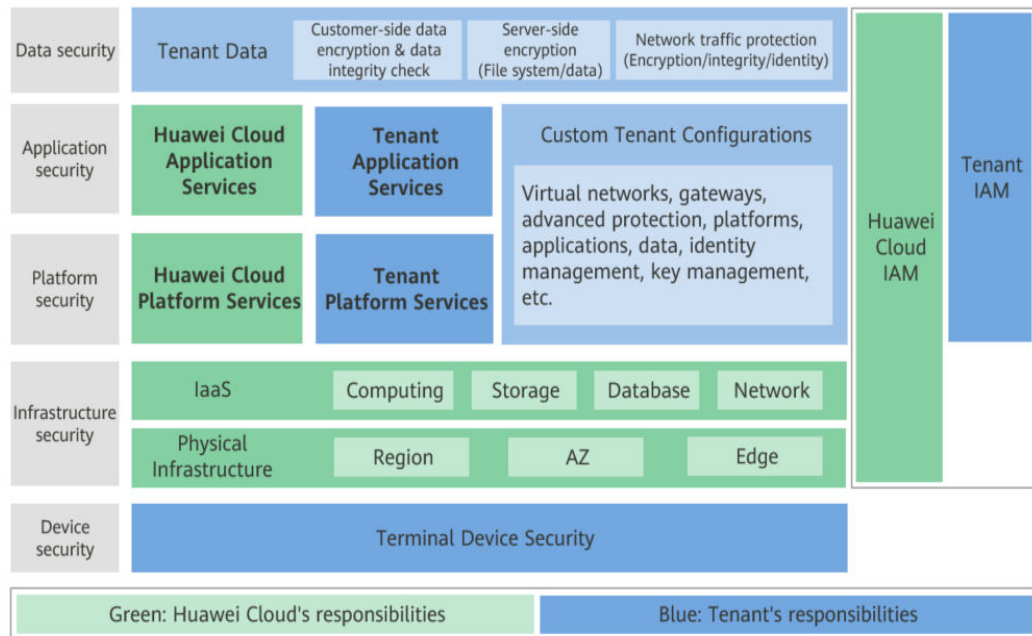 Data security
Tenant Data
Customer-side data
encryption & data
integrity check
Server-side
encryption
(File system/data)
Network traffic protection
(Encryption/integrity/identity)
Application
security
Huawei Cloud
Application
Services
Tenant
Application
Services
Custom Tenant Configurations
Virtual networks, gateways,
advanced protection, platforms,
applications, data, identity
management, key management,
etc.
Platform
security
Huawei Cloud
Platform Services
Tenant
Platform Services
Huawei
Cloud
IAM
Tenant
IAM
Infrastructure
security
IaaS
Computing
Storage
Database
Network
Physical
Infrastructure
Region
AZ
Edge
Device
security
Terminal Device Security
Green: Huawei Cloud's responsibilities
Blue: Tenant's responsibilities